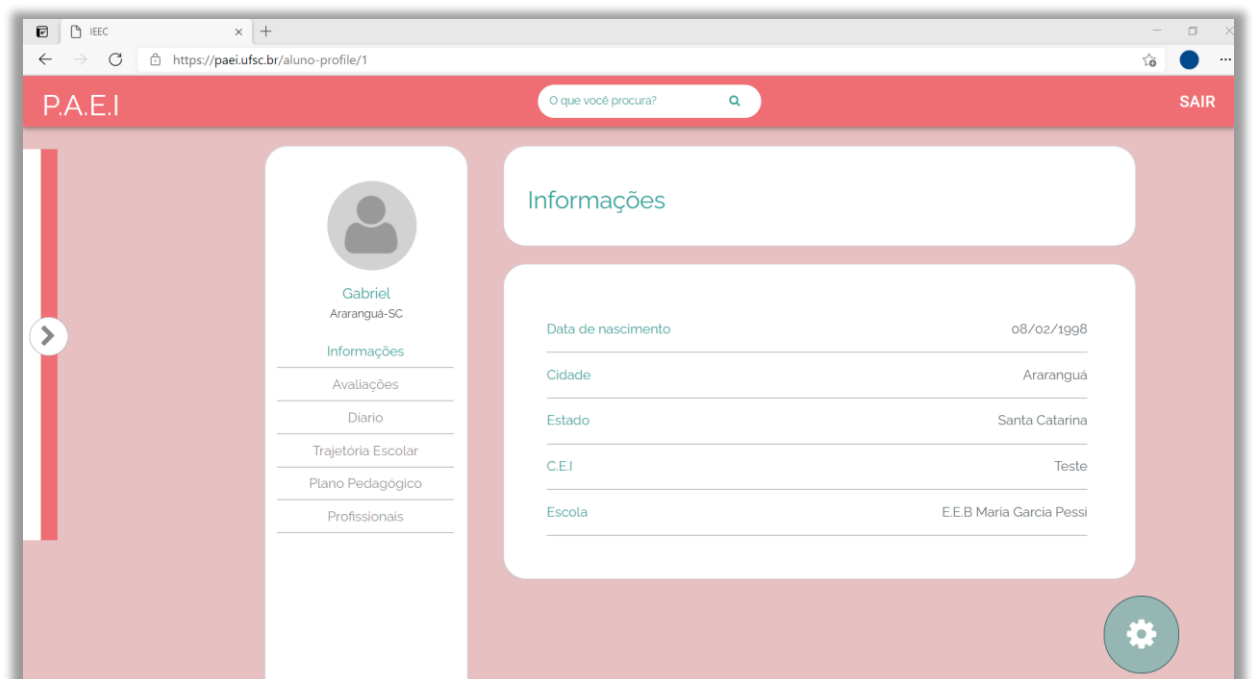 IEEC
https://paei.ufsc.br/aluno-profile/1
P.A.E.I
O que você procura?
SAIR
Gabriel
Araranguá-SC
Informações
Avaliações
Díario
Trajetória Escolar
Plano Pedagógico
Profissionais
Informações
Data de nascimento 08/02/1998
Cidade Araranguá
Estado Santa Catarina
C.E.I Teste
Escola E.E.B Maria Garcia Pessi